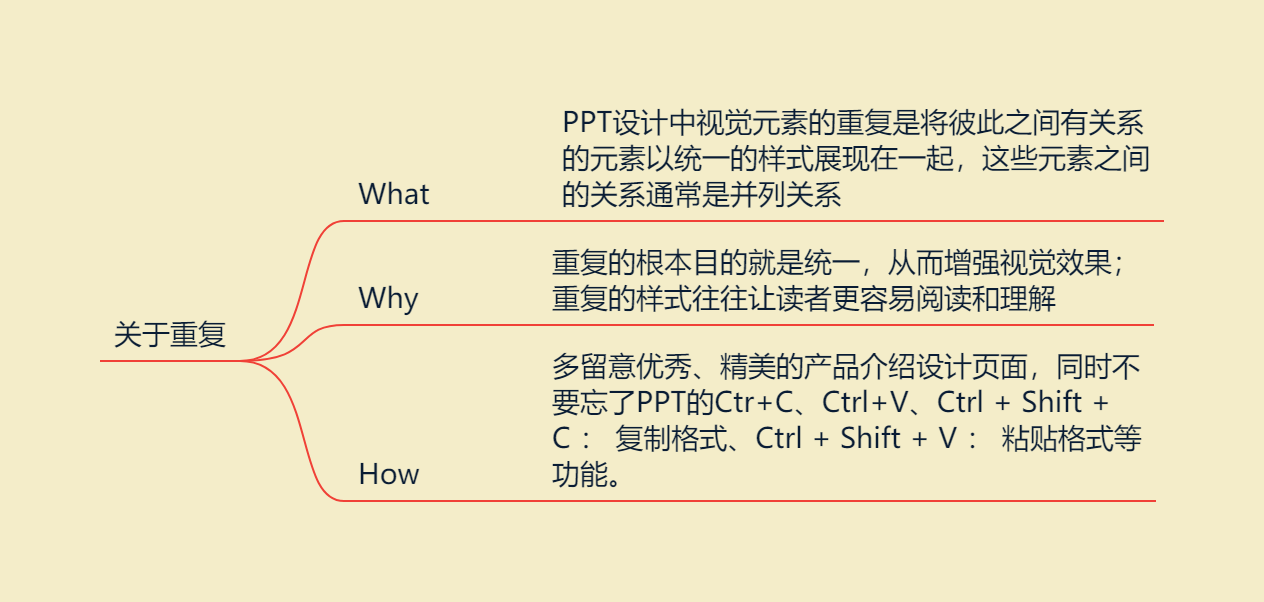 关于重复
What
PPT设计中视觉元素的重复是将彼此之间有关系
的元素以统一的样式展现在一起，这些元素之间
的关系通常是并列关系
Why
重复的根本目的就是统一，从而增强视觉效果；
重复的样式往往让读者更容易阅读和理解
How
多留意优秀、精美的产品介绍设计页面，同时不
要忘了PPT的Ctr+C、Ctrl+V、Ctrl + Shift +
C ： 复制格式、Ctrl + Shift + V ： 粘贴格式等
功能。